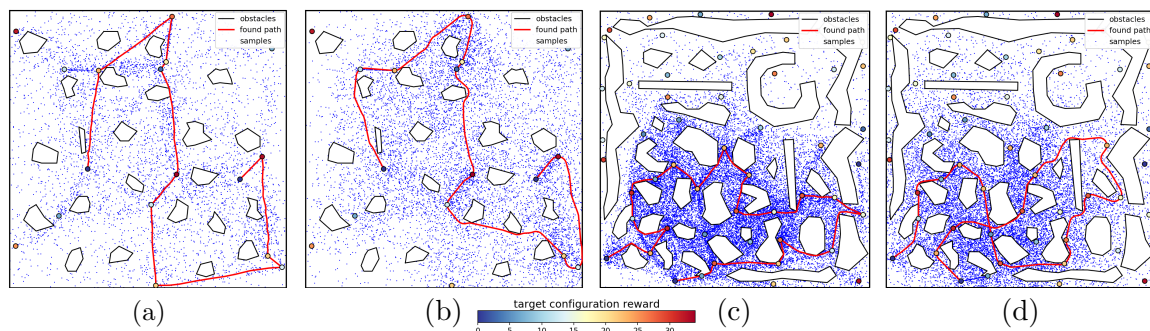 obstacles
found path
samples
obstacles
found path
samples
obstacles
found path
samples
obstacles
found path
samples
(a)
(b)
(c)
(d)
target configuration reward
0 5 10 15 20 25 30